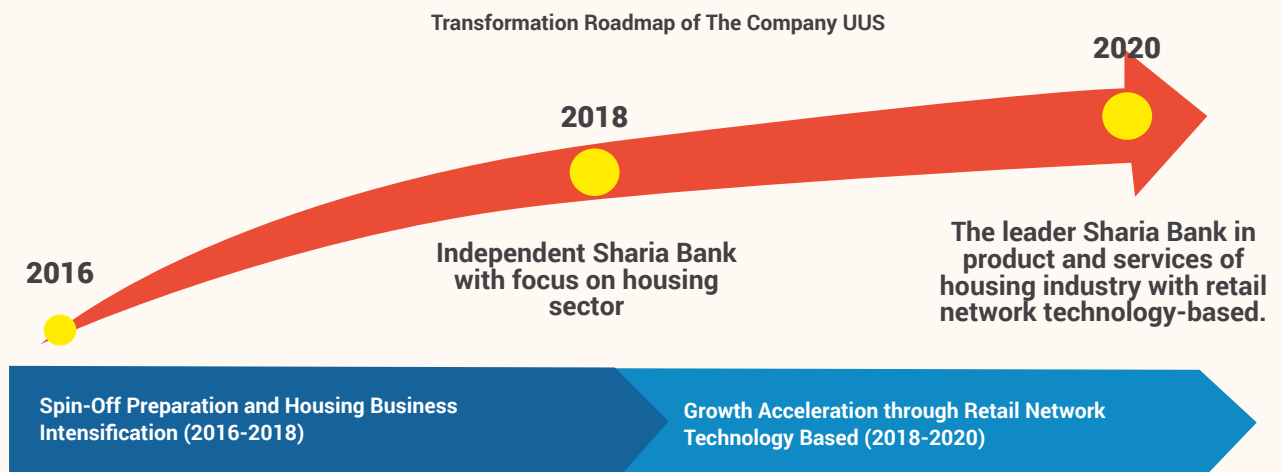 Transformation Roadmap of The Company UUS
2020
2018
2016
Independent Sharia Bank
with focus on housing
sector
The leader Sharia Bank in
product and services of
housing industry with retail
network technology-based.
Spin-Off Preparation and Housing Business
Intensification (2016-2018)
Growth Acceleration through Retail Network
Technology Based (2018-2020)